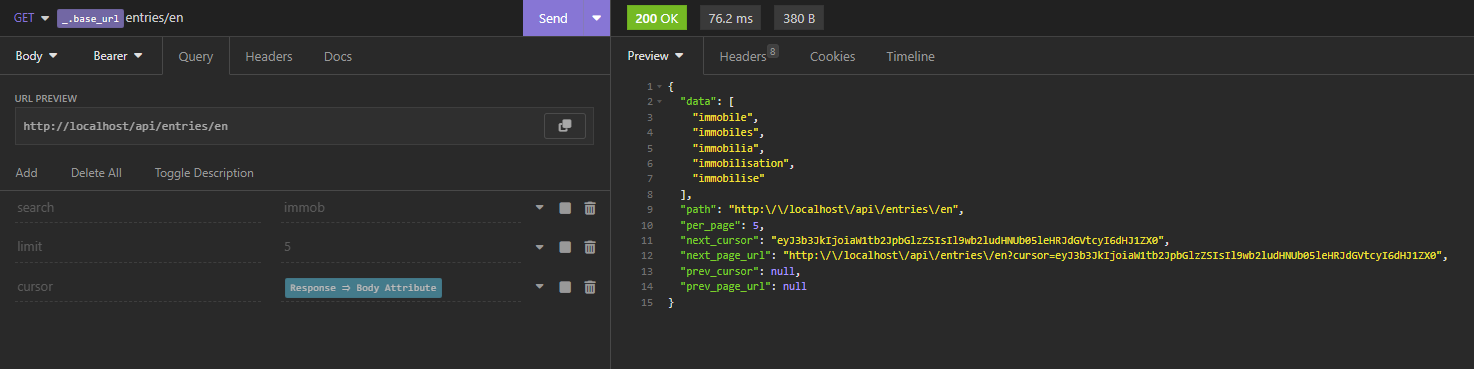 GET _.base_url entries/en Send 200 OK 76.2 ms 380 B
Body Bearer Query Headers Docs
Preview Headers 8 Cookies Timeline
URL PREVIEW
http://localhost/api/entries/en
Add Delete All Toggle Description
search immob
limit 5
cursor Response ⇒ Body Attribute
1 {
2 "data": [
3 "immobile",
4 "immobiles",
5 "immobilia",
6 "immobilisation",
7 "immobilise"
8 ],
9 "path": "http:\/\/localhost\/api\/entries\/en",
10 "per_page": 5,
11 "next_cursor": "eyJ3b3JkIjoiaW1tb2JpbGlzZSIsIl9wb2ludHNUb05leHRJdGVtcyI6dHJ1ZX0",
12 "next_page_url": "http:\/\/localhost\/api\/entries\/en?cursor=eyJ3b3JkIjoiaW1tb2JpbGlzZSIsIl9wb2ludHNUb05leHRJdGVtcyI6dHJ1ZX0",
13 "prev_cursor": null,
14 "prev_page_url": null
15 }